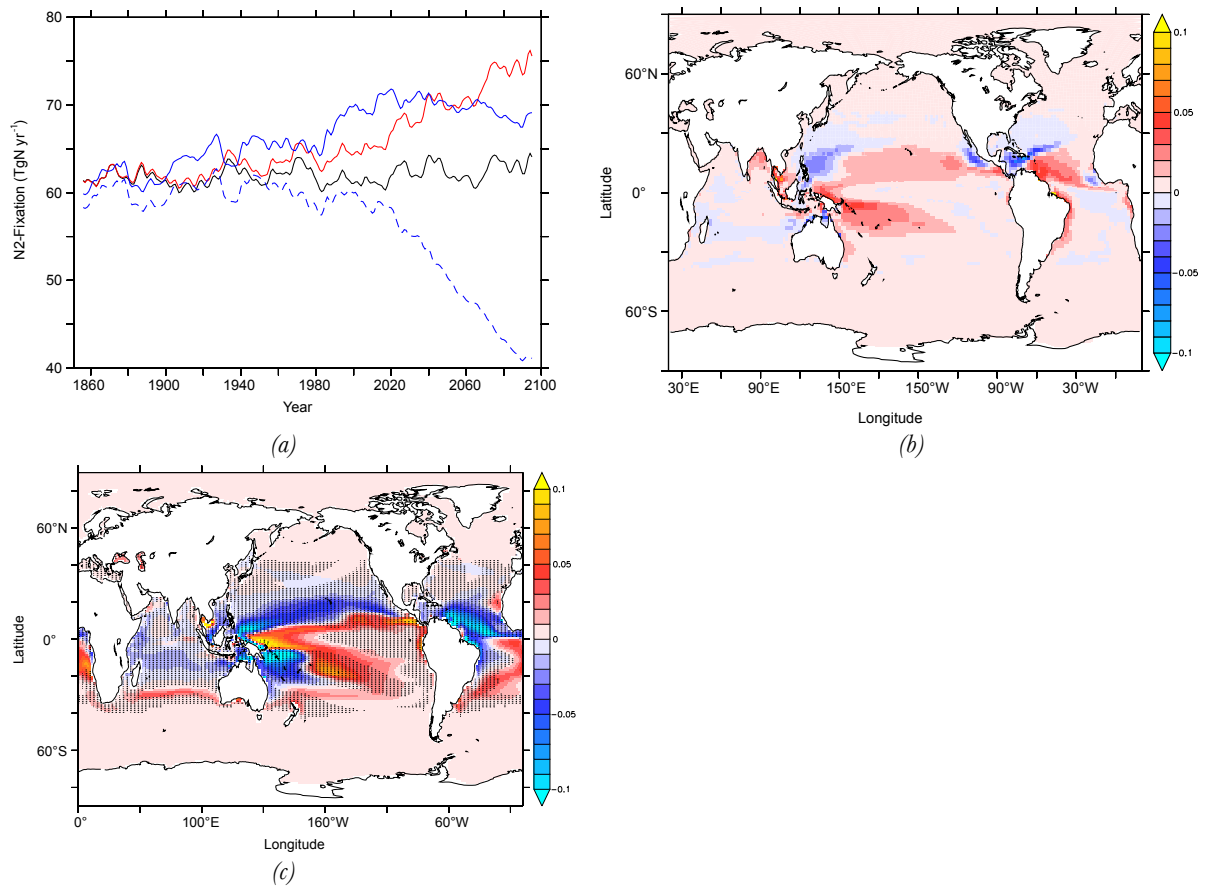 80
70
60
50
40
N2-Fixation (TgN yr-1)
1860 1900 1940 1980 2020 2060 2100
Year
(a)
60°N
0°
60°S
Latitude
30°E 90°E 150°E 150°W 90°W 30°W
Longitude
0.1
0.05
0
-0.05
-0.1
(b)
60°N
0°
60°S
Latitude
0° 100°E 160°W 60°W
Longitude
0.1
0.05
0
-0.05
-0.1
(c)